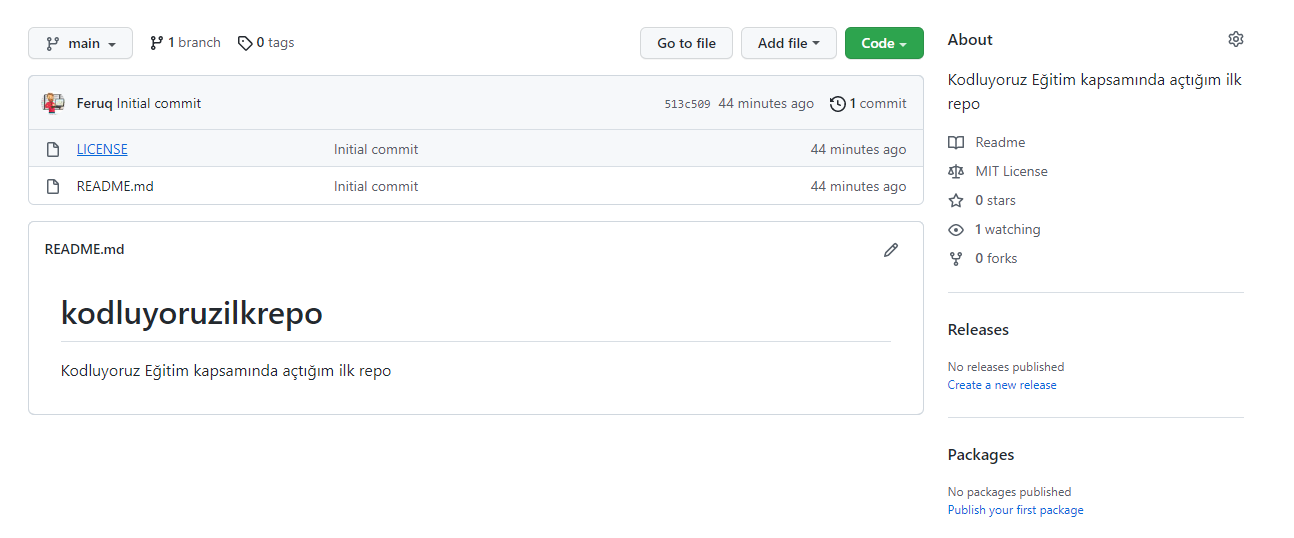 main 1 branch 0 tags Go to file Add file Code
Feruq Initial commit 513c509 44 minutes ago 1 commit
LICENSE Initial commit 44 minutes ago
README.md Initial commit 44 minutes ago
README.md
kodluyoruzilkrepo
Kodluyoruz Eğitim kapsamında açtığım ilk repo
About
Kodluyoruz Eğitim kapsamında açtığım ilk
repo
Readme
MIT License
0 stars
1 watching
0 forks
Releases
No releases published
Create a new release
Packages
No packages published
Publish your first package